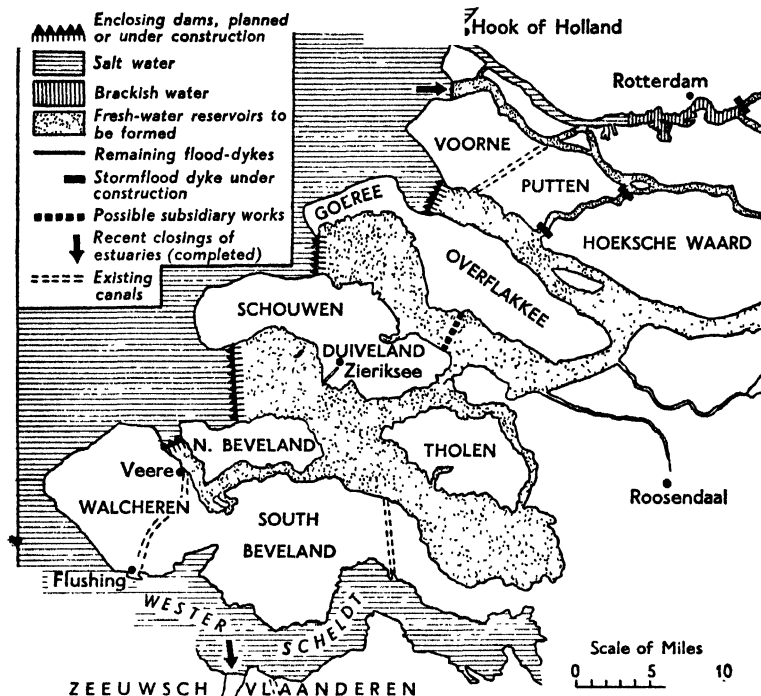 Enclosing dams, planned
or under construction
Salt water
Brackish water
Fresh-water reservoirs to
be formed
Remaining flood-dykes
Stormflood dyke under
construction
Possible subsidiary works
Recent closings of
estuaries (completed)
Existing
canals
Hook of Holland
Rotterdam
VOORNE
PUTTEN
GOEREE
HOEKSCHE WAARD
OVERFLAKKEE
SCHOUWEN
DUIVELAND
Zieriksee
N. BEVELAND
THOLEN
Veere
WALCHEREN
Roosendaal
SOUTH
BEVELAND
Flushing
WESTER
SCHELDT
Scale of Miles
0 5 10
ZEEUWSCH VLAANDEREN